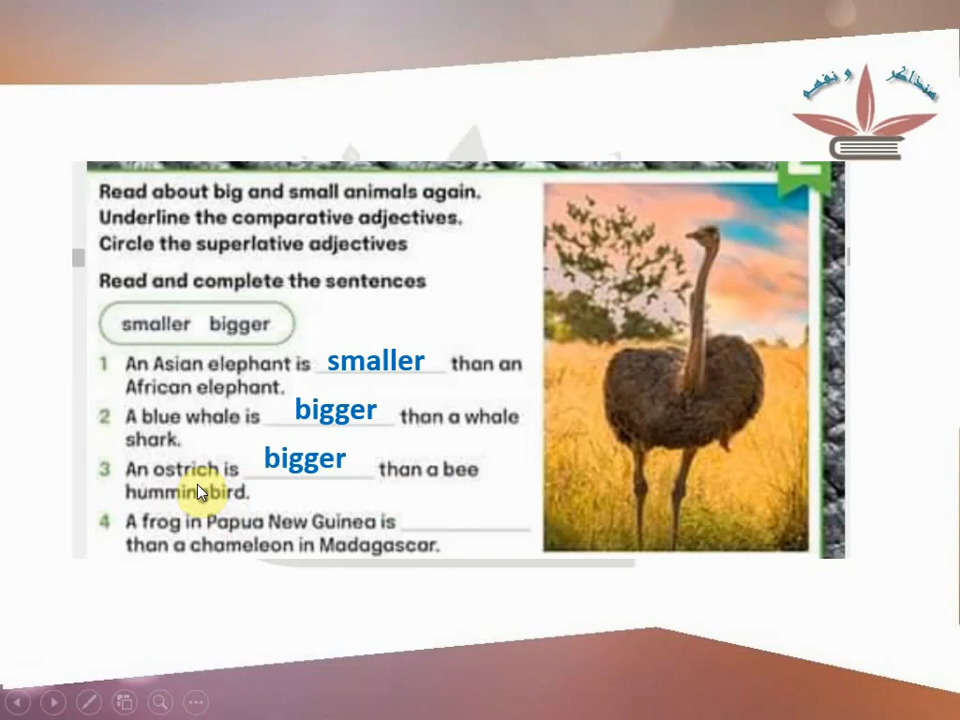 هنذاكر و نفهم
Read about big and small animals again.
Underline the comparative adjectives.
Circle the superlative adjectives
Read and complete the sentences
smaller bigger
1 An Asian elephant is smaller than an
African elephant.
2 A blue whale is bigger than a whale
shark.
3 An ostrich is bigger than a bee
hummingbird.
4 A frog in Papua New Guinea is ____________
than a chameleon in Madagascar.